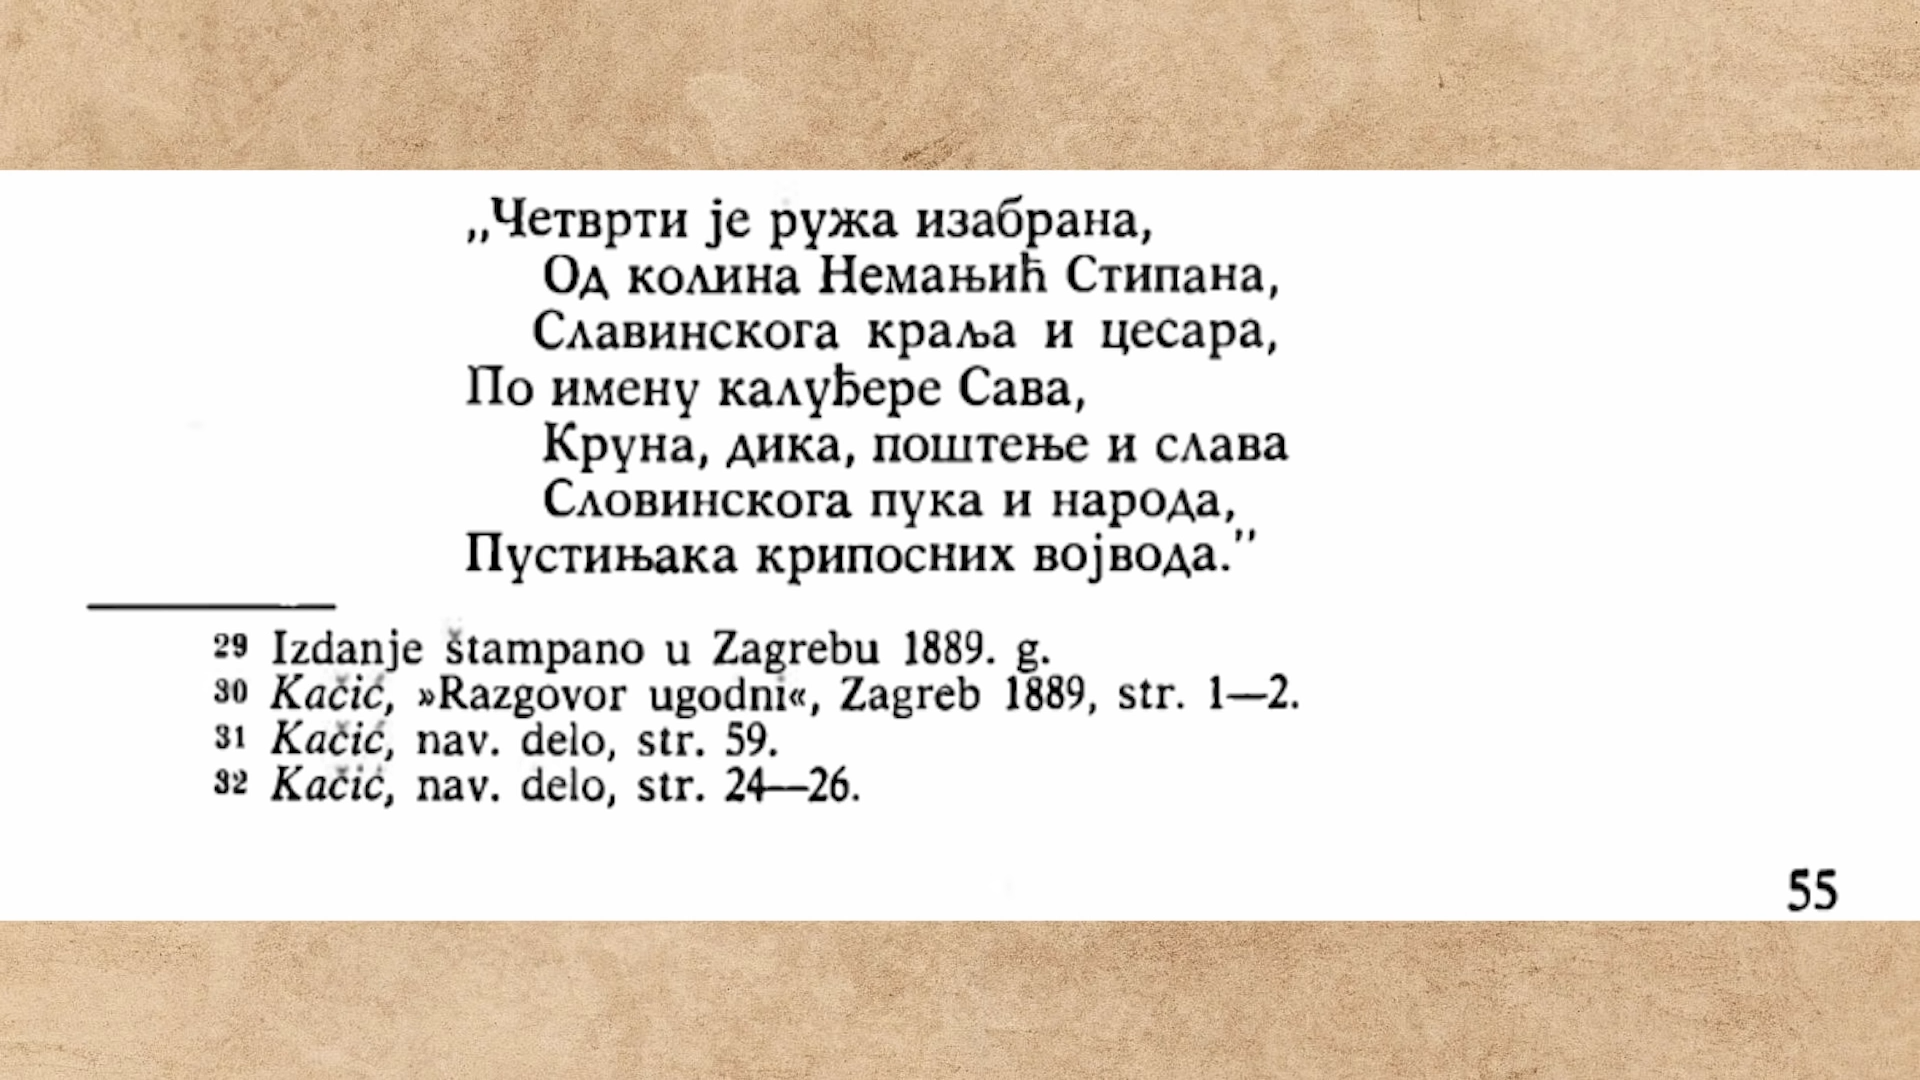 „Четврти је ружа изабрана,
Од колина Немањић Стипана,
Славинскога краља и цесара,
По имену калуђере Сава,
Круна, дика, поштење и слава
Словинскога пука и народа,
Пустињака крипосних војвода.”
29 Izdanje štampano u Zagrebu 1889. g.
30 Kačić, »Razgovor ugodni«, Zagreb 1889, str. 1—2.
31 Kačić, nav. delo, str. 59.
32 Kačić, nav. delo, str. 24—26.
55